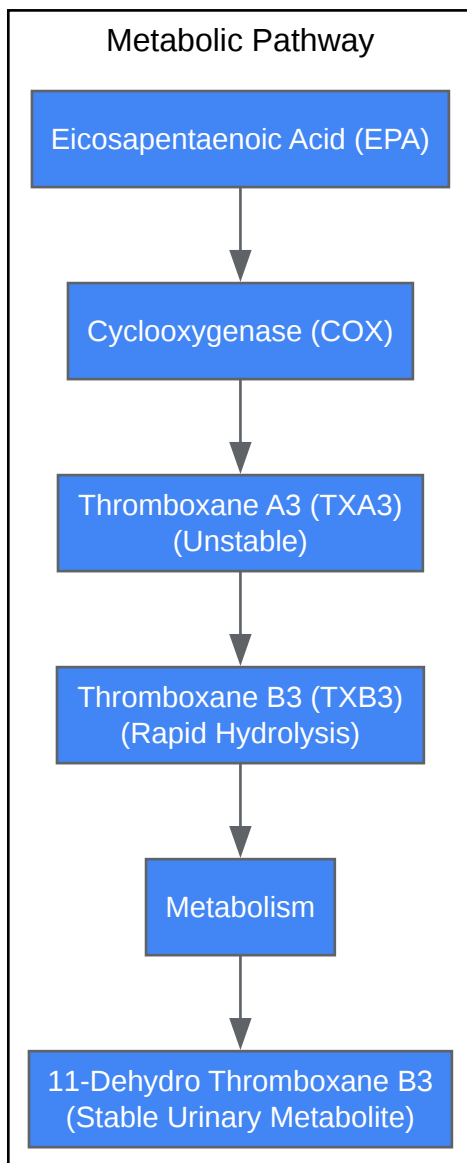 Metabolic Pathway
Eicosapentaenoic Acid (EPA)
Cyclooxygenase (COX)
Thromboxane A3 (TXA3)
(Unstable)
Thromboxane B3 (TXB3)
(Rapid Hydrolysis)
Metabolism
11-Dehydro Thromboxane B3
(Stable Urinary Metabolite)